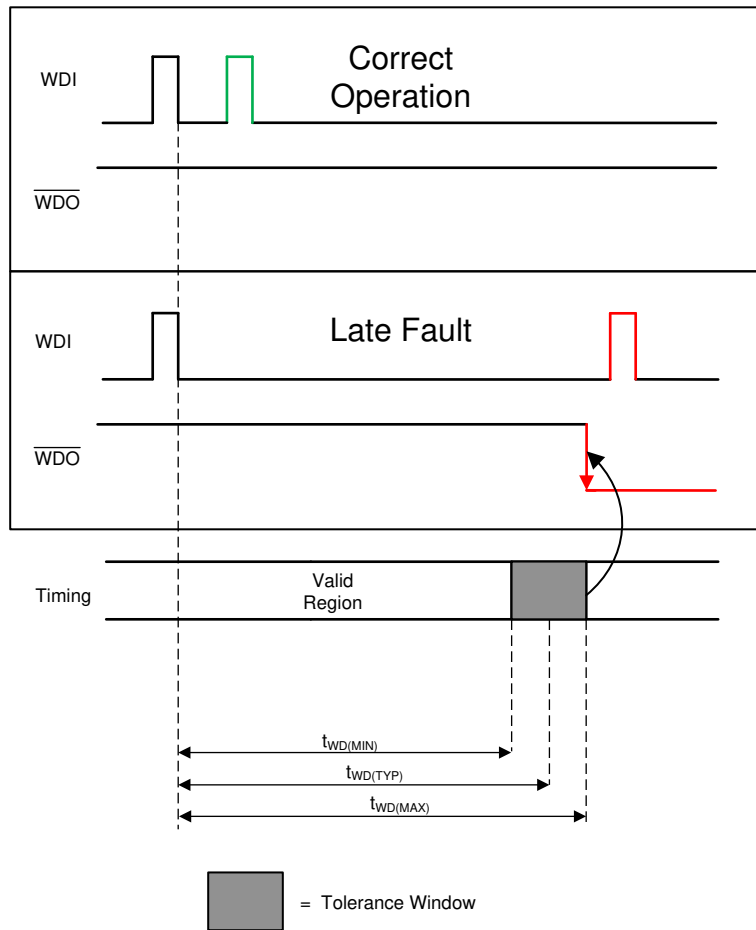 WDI
Correct
Operation
WDO
WDI
Late Fault
WDO
Timing
Valid
Region
tWD(MIN)
tWD(TYP)
tWD(MAX)
= Tolerance Window